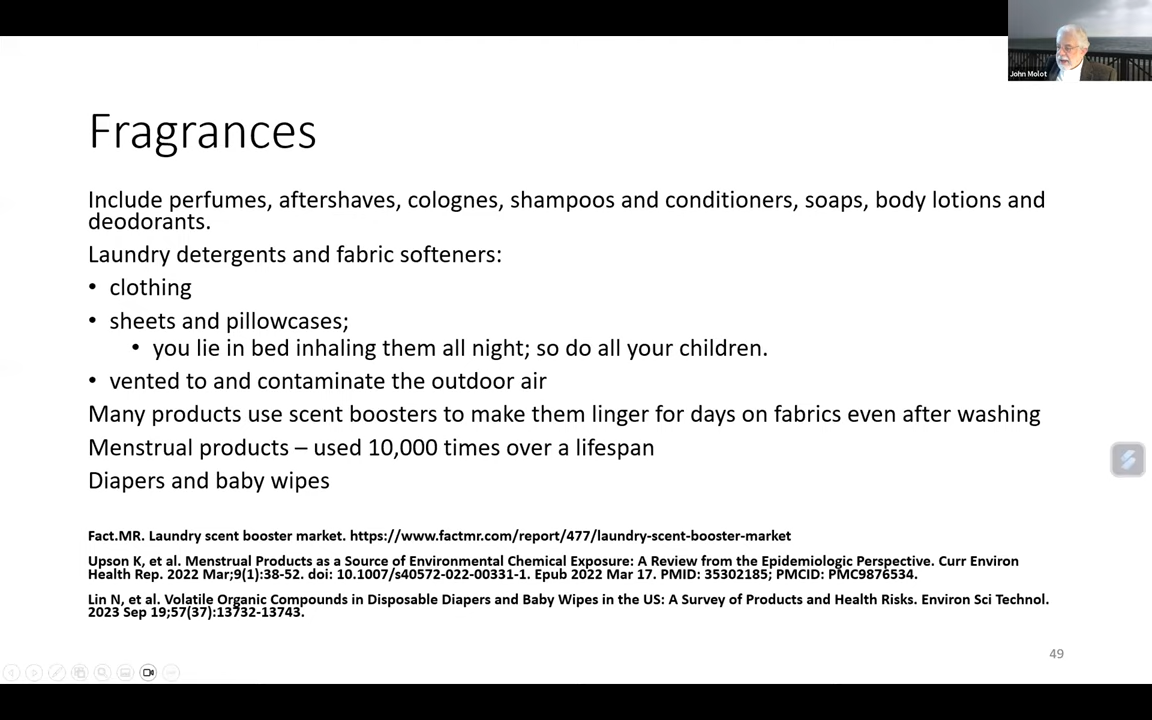 John Molot
Fragrances
Include perfumes, aftershaves, colognes, shampoos and conditioners, soaps, body lotions and
deodorants.
Laundry detergents and fabric softeners:
• clothing
• sheets and pillowcases;
• you lie in bed inhaling them all night; so do all your children.
• vented to and contaminate the outdoor air
Many products use scent boosters to make them linger for days on fabrics even after washing
Menstrual products – used 10,000 times over a lifespan
Diapers and baby wipes
Fact.MR. Laundry scent booster market. https://www.factmr.com/report/477/laundry-scent-booster-market
Upson K, et al. Menstrual Products as a Source of Environmental Chemical Exposure: A Review from the Epidemiologic Perspective. Curr Environ
Health Rep. 2022 Mar;9(1):38-52. doi: 10.1007/s40572-022-00331-1. Epub 2022 Mar 17. PMID: 35302185; PMCID: PMC9876534.
Lin N, et al. Volatile Organic Compounds in Disposable Diapers and Baby Wipes in the US: A Survey of Products and Health Risks. Environ Sci Technol.
2023 Sep 19;57(37):13732-13743.
49